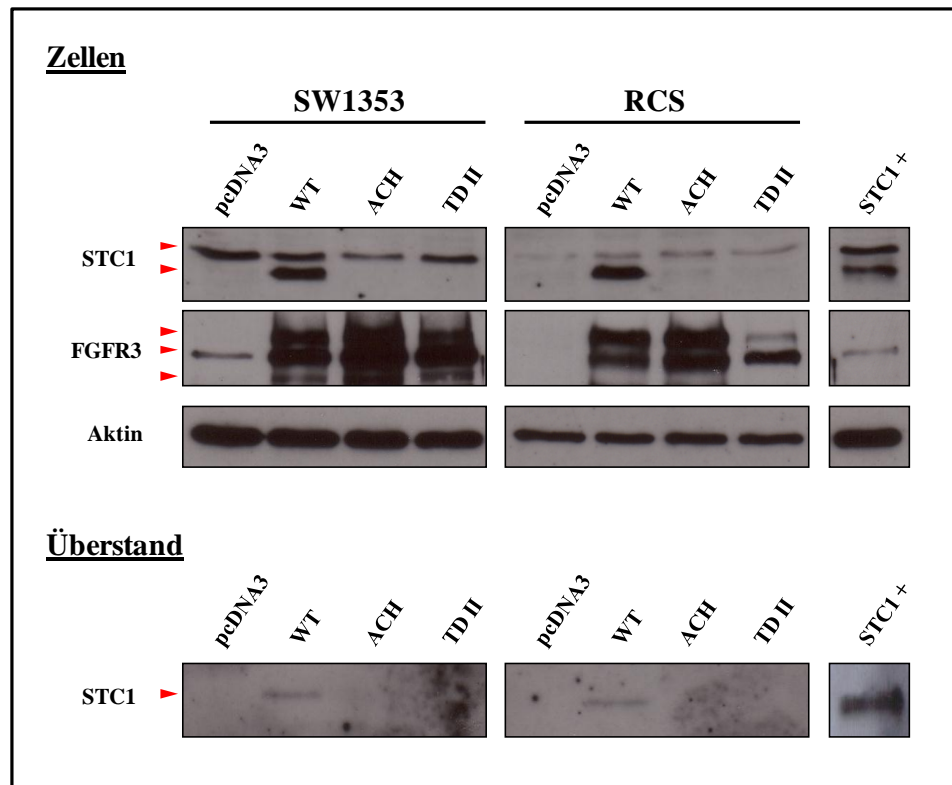 Zellen
SW1353 RCS
pcDNA3 WT ACH TD II pcDNA3 WT ACH TD II STC1 +
STC1
FGFR3
Aktin
Überstand
pcDNA3 WT ACH TD II pcDNA3 WT ACH TD II STC1 +
STC1